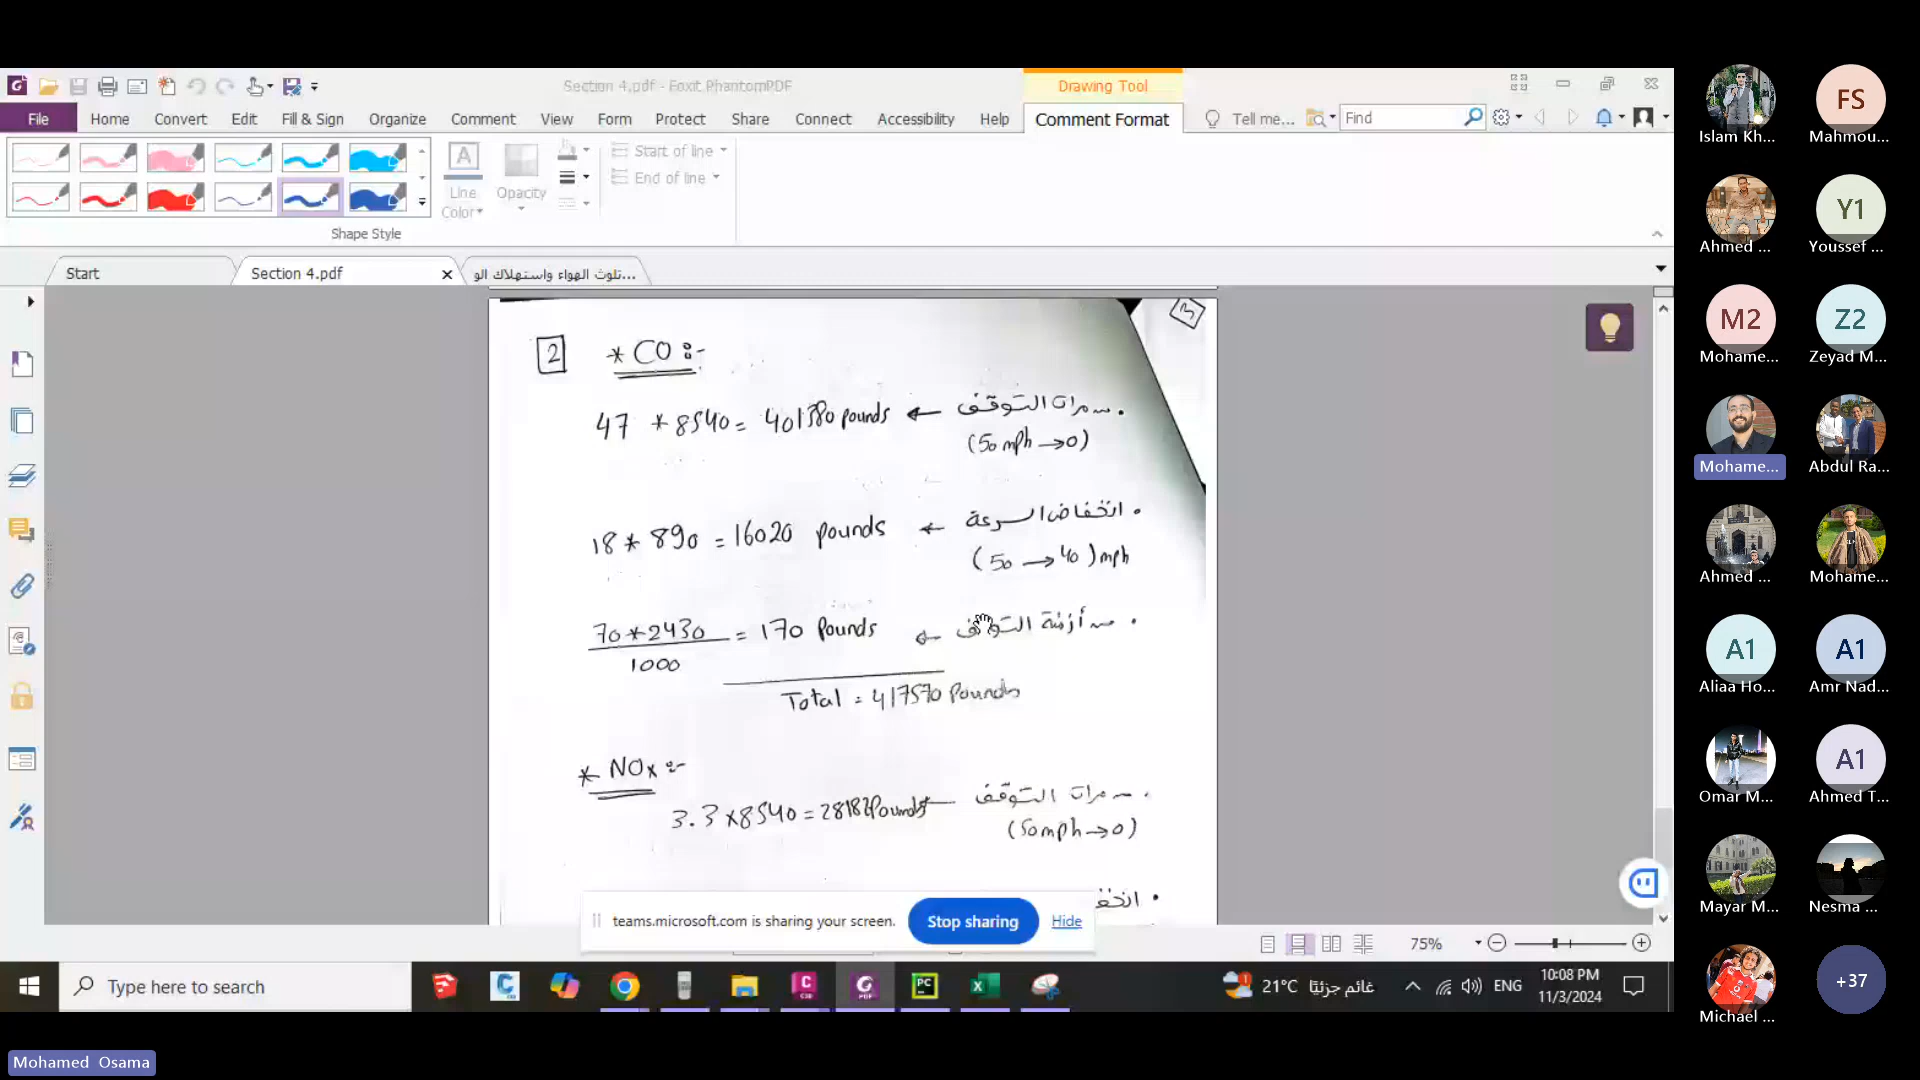 Section 4.pdf - Foxit PhantomPDF
Drawing Tool
File Home Convert Edit Fill & Sign Organize Comment View Form Protect Share Connect Accessibility Help Comment Format Tell me... Find
Line Color
Opacity
Start of line
End of line
Shape Style
Start
Section 4.pdf
تلوث الهواء واستهلاك الو...
3
2 * CO :-
47 * 8540 = 401380 pounds ← من مرات التوقف
(50 mph → 0)
18 * 890 = 16020 pounds ← انخفاض السرعة
(50 → 40) mph
70 * 2430 = 170 Pounds ← من أزمنة التوقف
1000
Total = 417570 Pounds
* NOx :-
3.3 * 8540 = 28182 Pounds ← من مرات التوقف
(50 mph → 0)
teams.microsoft.com is sharing your screen.
Stop sharing
Hide
75%
Type here to search
PC
21°C
غائم جزئيًا
ENG
10:08 PM
11/3/2024
Islam Kh...
FS
Mahmou...
Ahmed ...
Y1
Youssef ...
M2
Mohame...
Z2
Zeyad M...
Mohame...
Abdul Ra...
Ahmed ...
Mohame...
A1
Aliaa Ho...
A1
Amr Nad...
Omar M...
A1
Ahmed T...
Mayar M...
Nesma ...
Michael ...
+37
Mohamed Osama